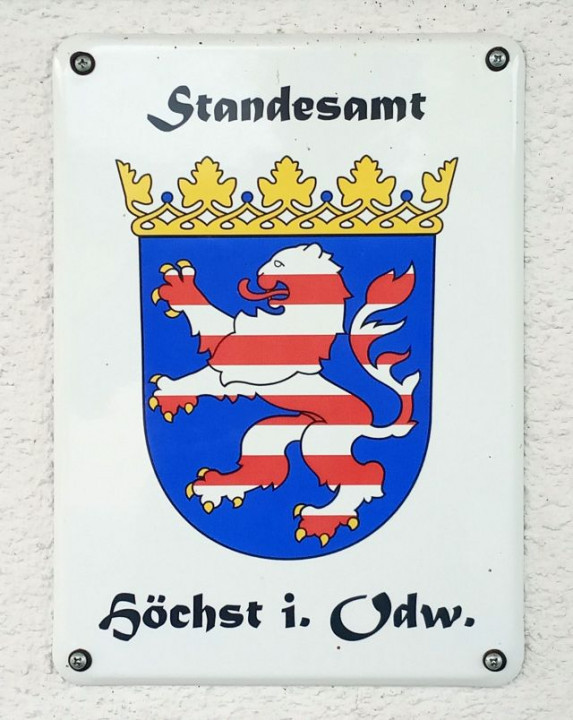 Standesamt
Höchst i. Odw.